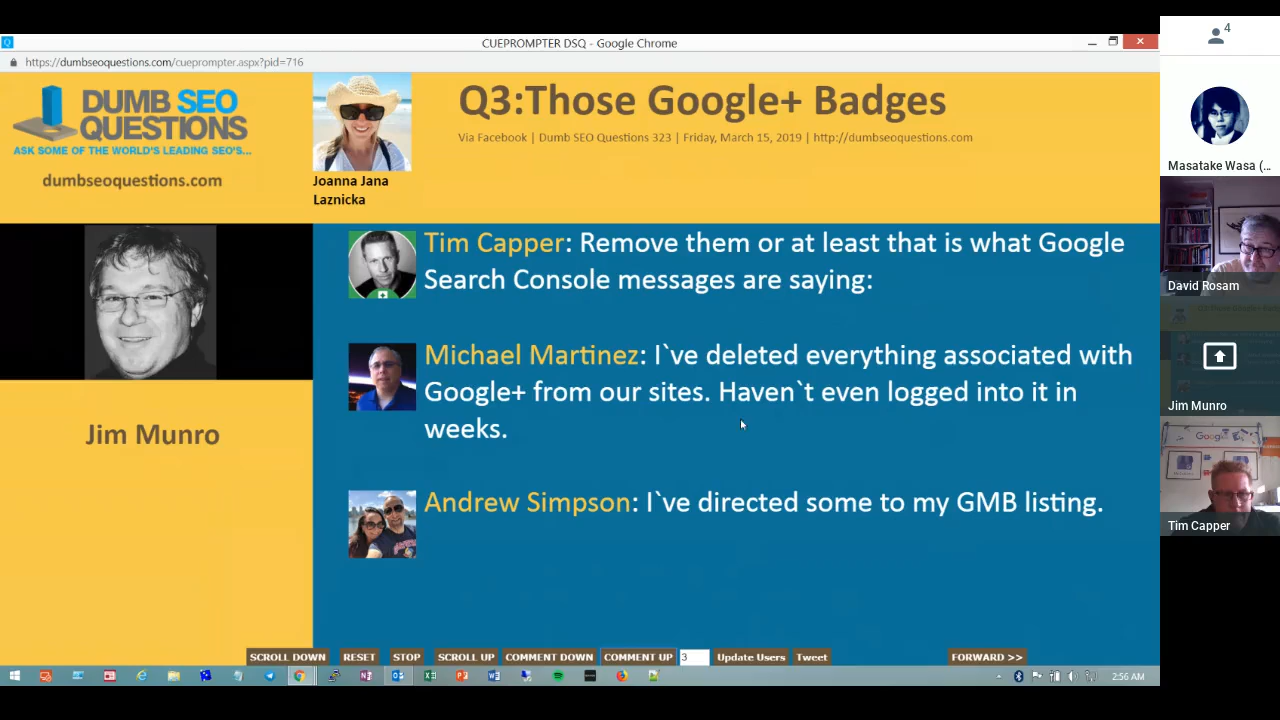 CUEPROMPTER DSQ - Google Chrome
https://dumbseoquestions.com/cueprompter.aspx?pid=716
DUMB SEO
QUESTIONS
ASK SOME OF THE WORLD'S LEADING SEO'S...
dumbseoquestions.com
Joanna Jana
Laznicka
Q3:Those Google+ Badges
Via Facebook | Dumb SEO Questions 323 | Friday, March 15, 2019 | http://dumbseoquestions.com
Jim Munro
Tim Capper: Remove them or at least that is what Google
Search Console messages are saying:
Michael Martinez: I`ve deleted everything associated with
Google+ from our sites. Haven`t even logged into it in
weeks.
Andrew Simpson: I`ve directed some to my GMB listing.
SCROLL DOWN
RESET
STOP
SCROLL UP
COMMENT DOWN
COMMENT UP
3
Update Users
Tweet
FORWARD >>
2:56 AM
4
Masatake Wasa (...
David Rosam
Jim Munro
Google
Tim Capper